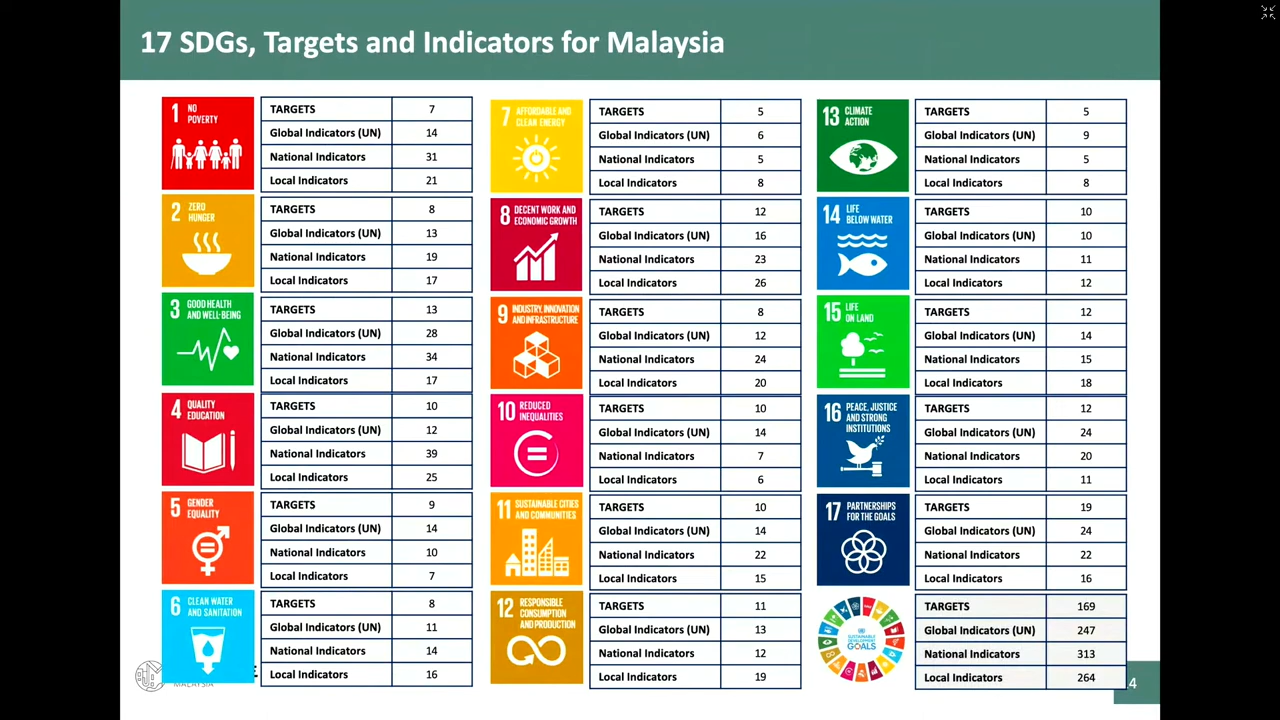 17 SDGs, Targets and Indicators for Malaysia
1 NO
POVERTY
TARGETS 7
Global Indicators (UN) 14
National Indicators 31
Local Indicators 21
2 ZERO
HUNGER
TARGETS 8
Global Indicators (UN) 13
National Indicators 19
Local Indicators 17
3 GOOD HEALTH
AND WELL-BEING
TARGETS 13
Global Indicators (UN) 28
National Indicators 34
Local Indicators 17
4 QUALITY
EDUCATION
TARGETS 10
Global Indicators (UN) 12
National Indicators 39
Local Indicators 25
5 GENDER
EQUALITY
TARGETS 9
Global Indicators (UN) 14
National Indicators 10
Local Indicators 7
6 CLEAN WATER
AND SANITATION
TARGETS 8
Global Indicators (UN) 11
National Indicators 14
Local Indicators 16
7 AFFORDABLE AND
CLEAN ENERGY
TARGETS 5
Global Indicators (UN) 6
National Indicators 5
Local Indicators 8
8 DECENT WORK AND
ECONOMIC GROWTH
TARGETS 12
Global Indicators (UN) 16
National Indicators 23
Local Indicators 26
9 INDUSTRY, INNOVATION
AND INFRASTRUCTURE
TARGETS 8
Global Indicators (UN) 12
National Indicators 24
Local Indicators 20
10 REDUCED
INEQUALITIES
TARGETS 10
Global Indicators (UN) 14
National Indicators 7
Local Indicators 6
11 SUSTAINABLE CITIES
AND COMMUNITIES
TARGETS 10
Global Indicators (UN) 14
National Indicators 22
Local Indicators 15
12 RESPONSIBLE
CONSUMPTION
AND PRODUCTION
TARGETS 11
Global Indicators (UN) 13
National Indicators 12
Local Indicators 19
13 CLIMATE
ACTION
TARGETS 5
Global Indicators (UN) 9
National Indicators 5
Local Indicators 8
14 LIFE
BELOW WATER
TARGETS 10
Global Indicators (UN) 10
National Indicators 11
Local Indicators 12
15 LIFE
ON LAND
TARGETS 12
Global Indicators (UN) 14
National Indicators 15
Local Indicators 18
16 PEACE, JUSTICE
AND STRONG
INSTITUTIONS
TARGETS 12
Global Indicators (UN) 24
National Indicators 20
Local Indicators 11
17 PARTNERSHIPS
FOR THE GOALS
TARGETS 19
Global Indicators (UN) 24
National Indicators 22
Local Indicators 16
SUSTAINABLE
DEVELOPMENT
GOALS
TARGETS 169
Global Indicators (UN) 247
National Indicators 313
Local Indicators 264
MALAYSIA
4